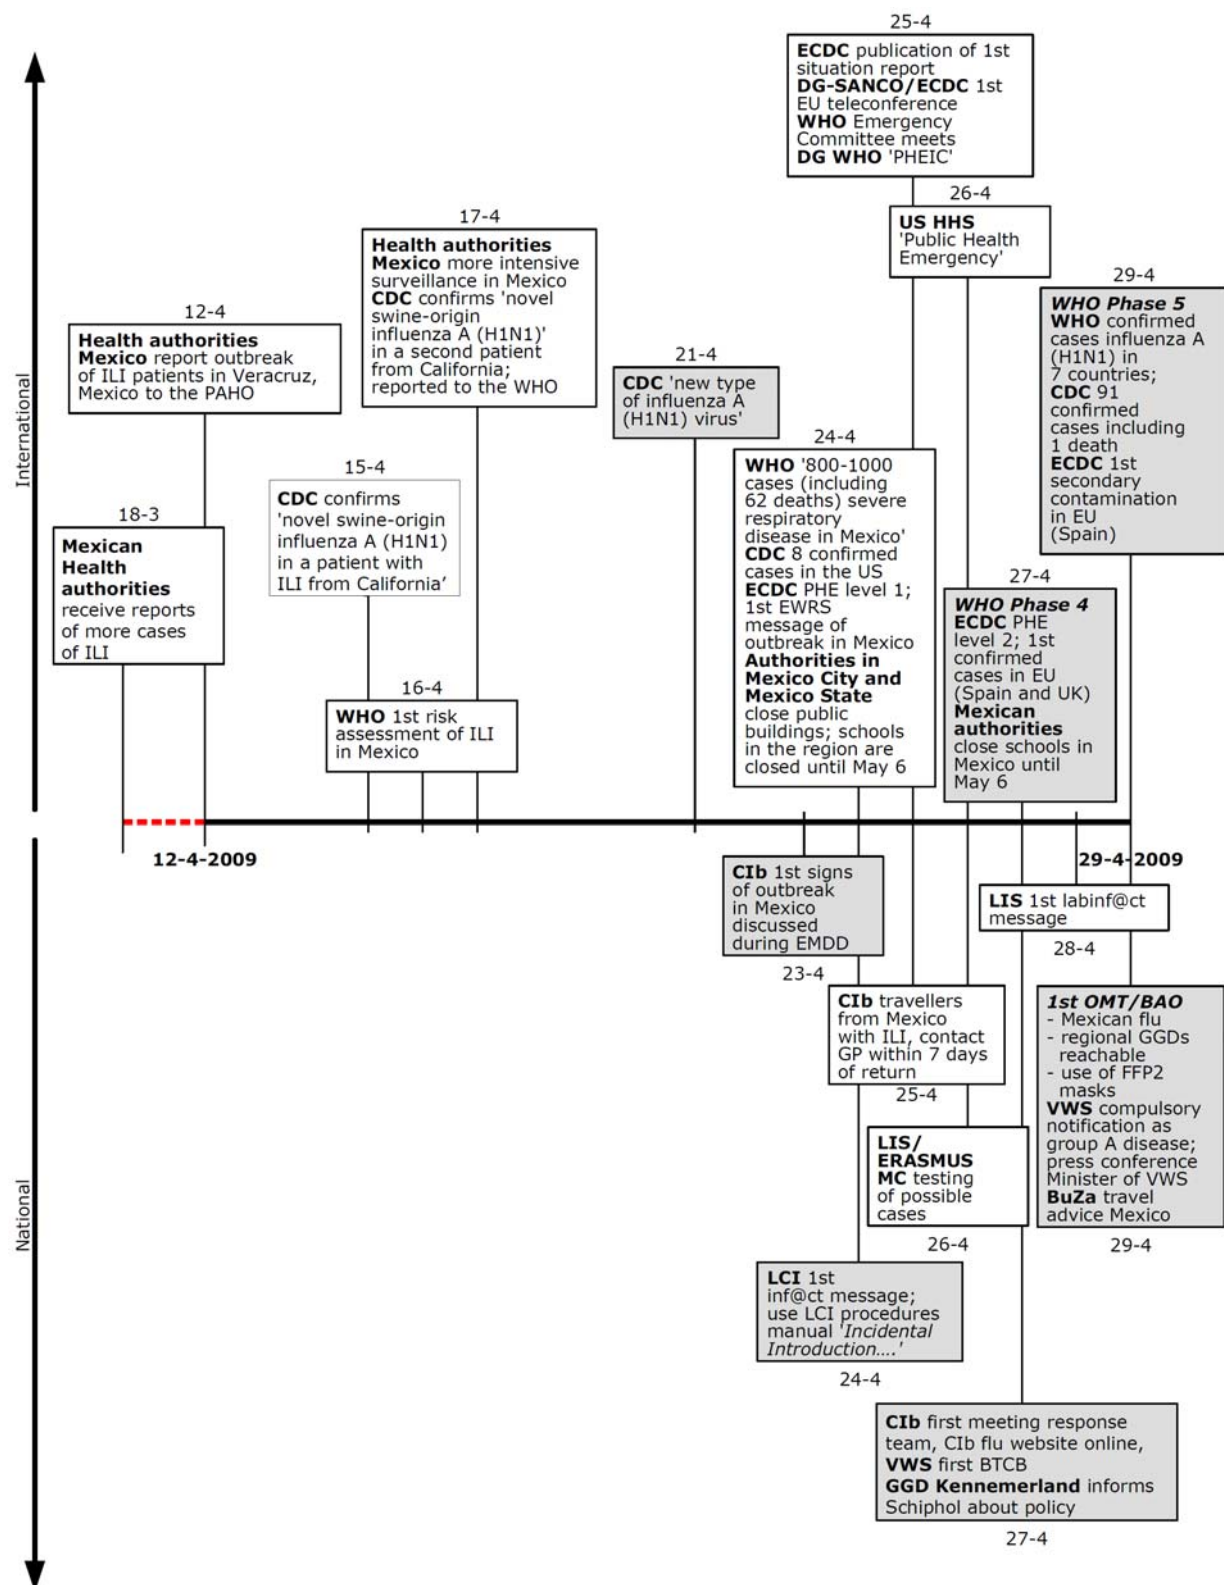 25-4
ECDC publication of 1st
situation report
DG-SANCO/ECDC 1st
EU teleconference
WHO Emergency
Committee meets
DG WHO 'PHEIC'
26-4
US HHS
'Public Health
Emergency'
17-4
Health authorities
Mexico more intensive
surveillance in Mexico
CDC confirms 'novel
swine-origin
influenza A (H1N1)'
in a second patient
from California;
reported to the WHO
29-4
WHO Phase 5
WHO confirmed
cases influenza A
(H1N1) in
7 countries;
CDC 91
confirmed
cases including
1 death
ECDC 1st
secondary
contamination
in EU
(Spain)
12-4
Health authorities
Mexico report outbreak
of ILI patients in Veracruz,
Mexico to the PAHO
21-4
CDC 'new type
of influenza A
(H1N1) virus'
International
24-4
WHO '800-1000
cases (including
62 deaths) severe
respiratory
disease in Mexico'
CDC 8 confirmed
cases in the US
ECDC PHE level 1;
1st EWRS
message of
outbreak in Mexico
Authorities in
Mexico City and
Mexico State
close public
buildings; schools
in the region are
closed until May 6
15-4
CDC confirms
'novel swine-origin
influenza A (H1N1)
in a patient with
ILI from California’
18-3
Mexican
Health
authorities
receive reports
of more cases
of ILI
27-4
WHO Phase 4
ECDC PHE
level 2; 1st
confirmed
cases in EU
(Spain and UK)
Mexican
authorities
close schools in
Mexico until
May 6
16-4
WHO 1st risk
assessment of ILI
in Mexico
12-4-2009
29-4-2009
CIb 1st signs
of outbreak
in Mexico
discussed
during EMDD
23-4
LIS 1st labinf@ct
message
28-4
CIb travellers
from Mexico
with ILI, contact
GP within 7 days
of return
25-4
1st OMT/BAO
- Mexican flu
- regional GGDs
reachable
- use of FFP2
masks
VWS compulsory
notification as
group A disease;
press conference
Minister of VWS
BuZa travel
advice Mexico
29-4
LIS/
ERASMUS
MC testing
of possible
cases
26-4
National
LCI 1st
inf@ct message;
use LCI procedures
manual 'Incidental
Introduction....'
24-4
CIb first meeting response
team, CIb flu website online,
VWS first BTCB
GGD Kennemerland informs
Schiphol about policy
27-4